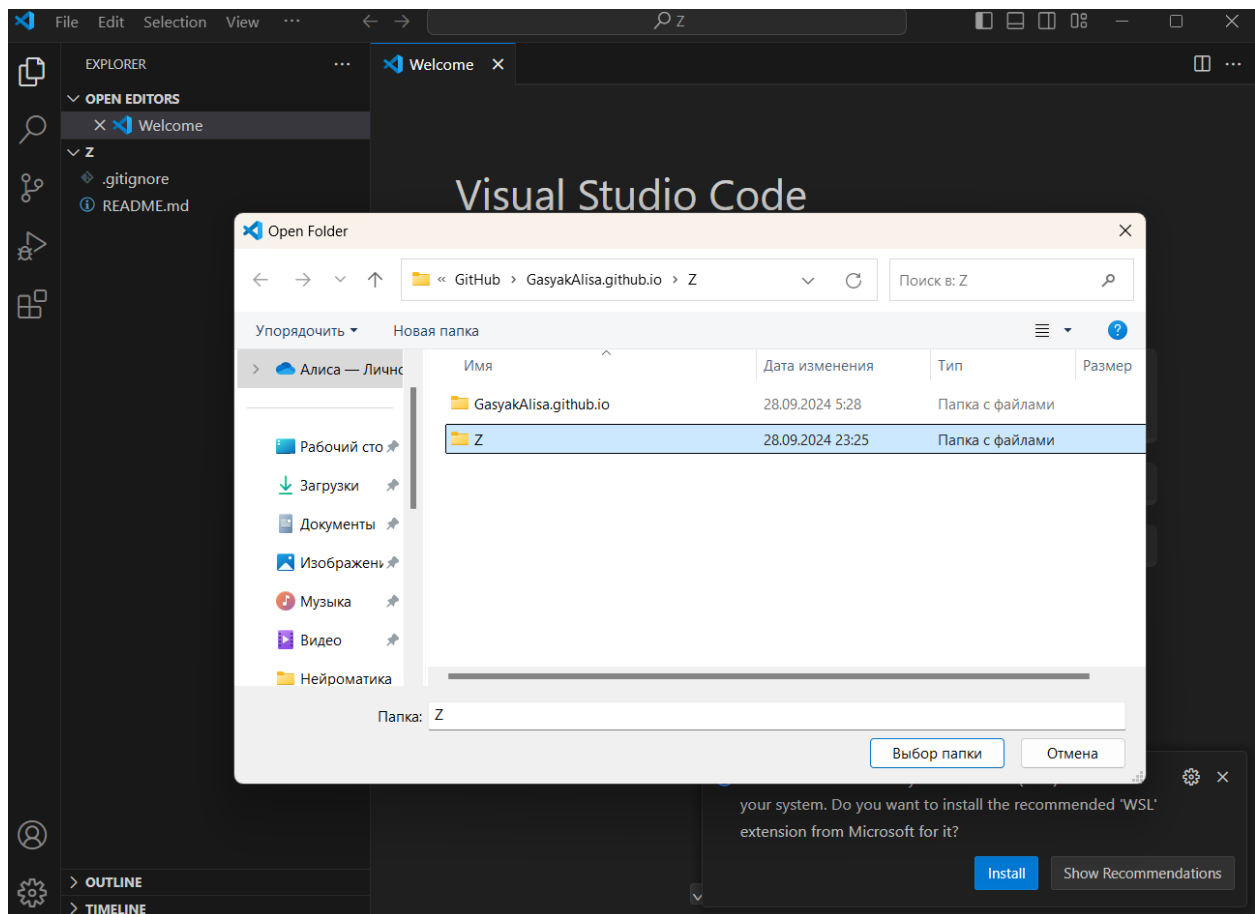 File Edit Selection View ··· Z
EXPLORER ···
Welcome
OPEN EDITORS
Welcome
Z
.gitignore
README.md
Visual Studio Code
Open Folder
« GitHub > GasyakAlisa.github.io > Z
Поиск в: Z
Упорядочить Новая папка
Алиса — Личнс
Имя Дата изменения Тип Размер
GasyakAlisa.github.io 28.09.2024 5:28 Папка с файлами
Z 28.09.2024 23:25 Папка с файлами
Рабочий сто
Загрузки
Документы
Изображени
Музыка
Видео
Нейроматика
Папка: Z
Выбор папки Отмена
your system. Do you want to install the recommended 'WSL'
extension from Microsoft for it?
Install Show Recommendations
OUTLINE
TIMELINE